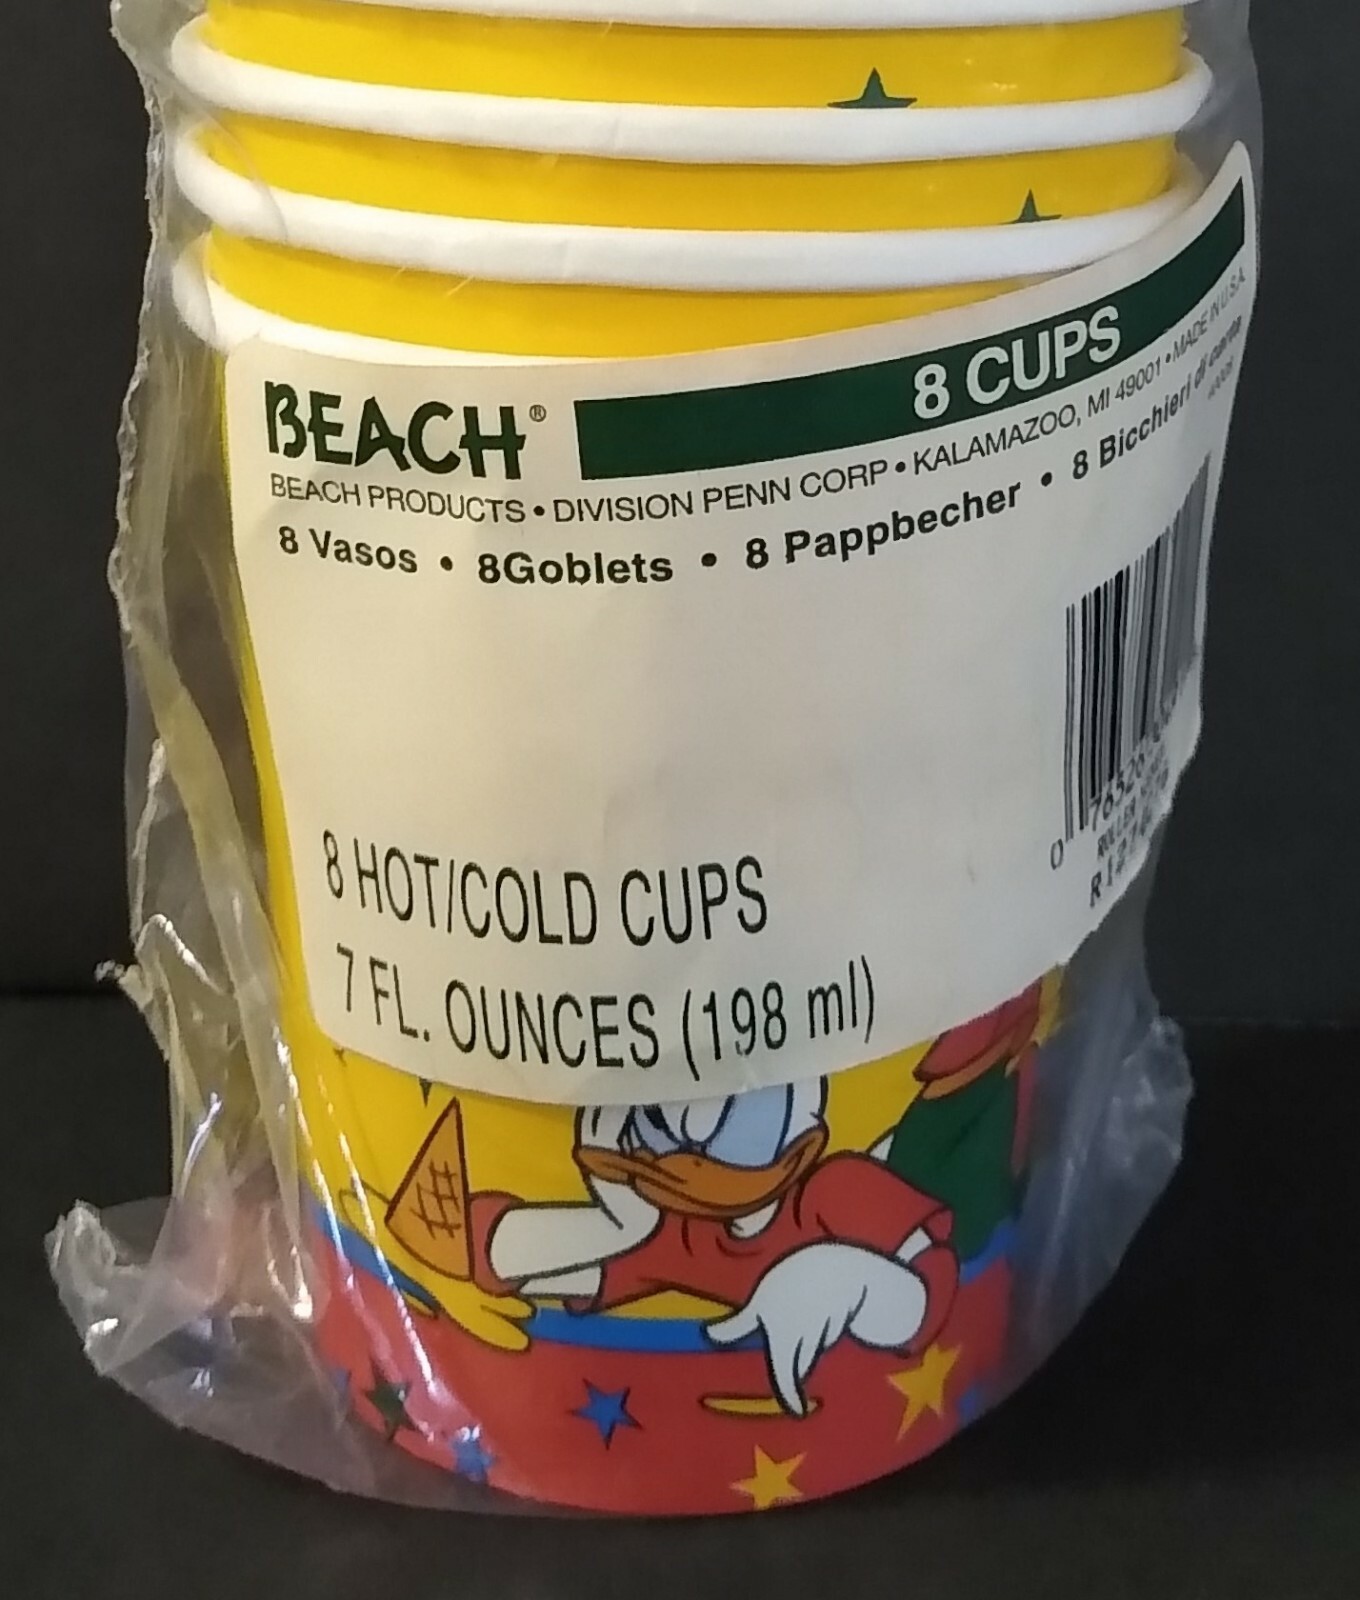 8 CUPS
BEACH®
BEACH PRODUCTS • DIVISION PENN CORP • KALAMAZOO, MI 49001 • MADE IN U.S.A.
8 Vasos • 8Goblets • 8 Pappbecher • 8 Bicchieri di carta
8 HOT/COLD CUPS
7 FL. OUNCES (198 ml)
0